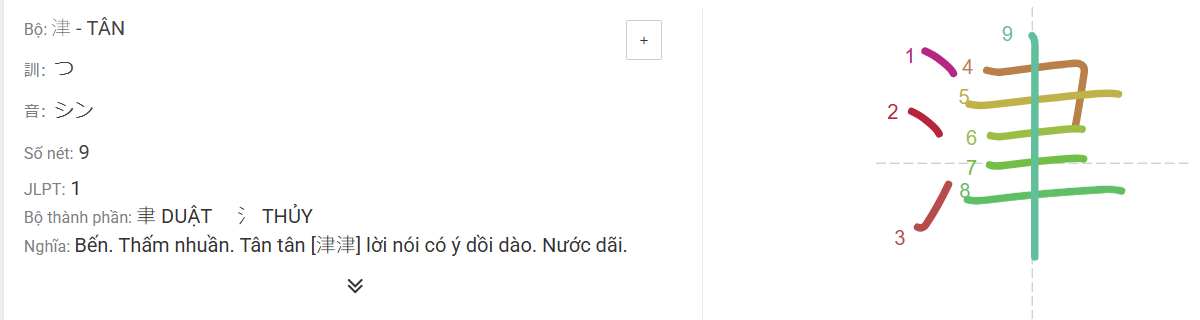 Bộ: 津 - TÂN
+
訓: つ
音: シン
Số nét: 9
JLPT: 1
Bộ thành phần: 聿 DUẬT 氵 THỦY
Nghĩa: Bến. Thấm nhuần. Tân tân [津津] lời nói có ý dồi dào. Nước dãi.
津
1
2
3
4
5
6
7
8
9